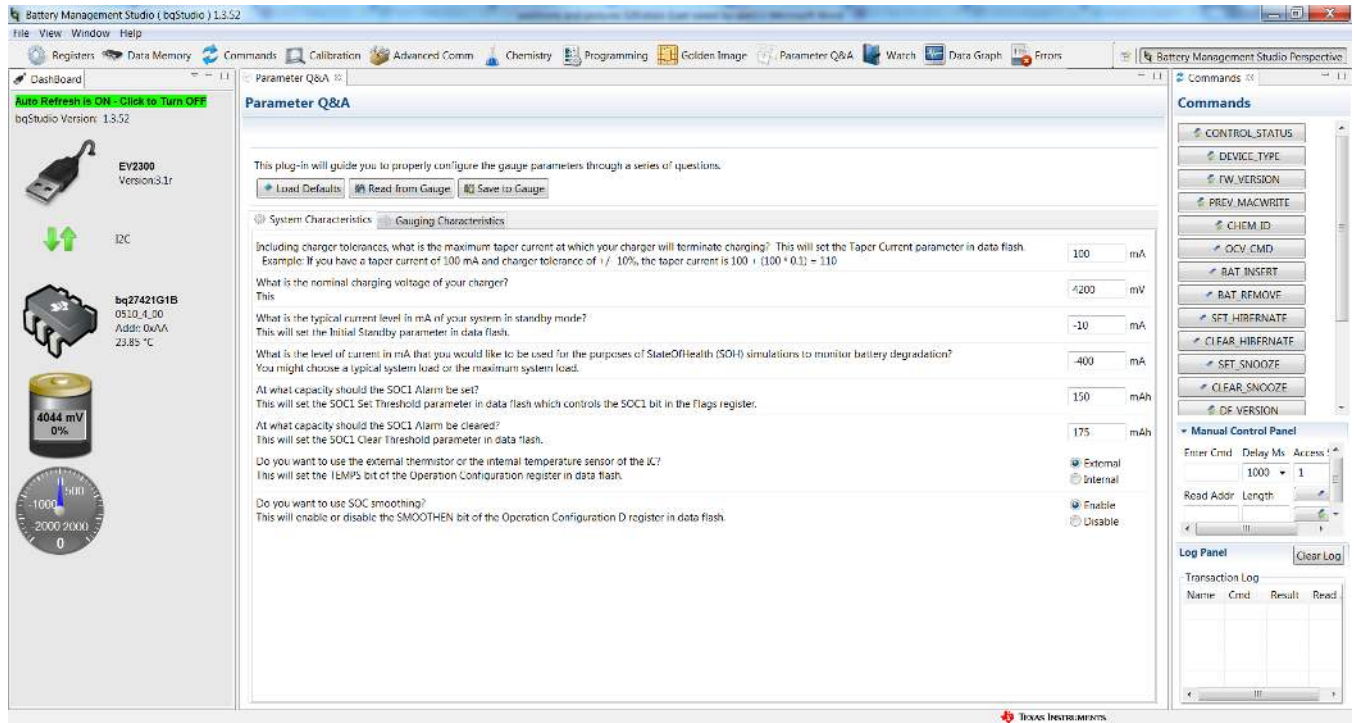 Battery Management Studio ( bqStudio ) 1.3.52
File View Window Help
Registers Data Memory Commands Calibration Advanced Comm Chemistry Programming Golden Image Parameter Q&A Watch Data Graph Errors
Battery Management Studio Perspective
DashBoard
Auto Refresh is ON - Click to Turn OFF
bqStudio Version: 1.3.52
EV2300
Version:3.1r
I2C
bq27421G1B
0510_4_00
Addr: 0xAA
23.85 °C
4044 mV
0%
500
-1000
-2000 2000
0
Parameter Q&A
Parameter Q&A
This plug-in will guide you to properly configure the gauge parameters through a series of questions.
Load Defaults Read from Gauge Save to Gauge
System Characteristics Gauging Characteristics
Including charger tolerances, what is the maximum taper current at which your charger will terminate charging? This will set the Taper Current parameter in data flash.
Example: If you have a taper current of 100 mA and charger tolerance of +/- 10%, the taper current is 100 + (100 * 0.1) = 110
100 mA
What is the nominal charging voltage of your charger?
This
4200 mV
What is the typical current level in mA of your system in standby mode?
This will set the Initial Standby parameter in data flash.
-10 mA
What is the level of current in mA that you would like to be used for the purposes of StateOfHealth (SOH) simulations to monitor battery degradation?
You might choose a typical system load or the maximum system load.
-400 mA
At what capacity should the SOC1 Alarm be set?
This will set the SOC1 Set Threshold parameter in data flash which controls the SOC1 bit in the Flags register.
150 mAh
At what capacity should the SOC1 Alarm be cleared?
This will set the SOC1 Clear Threshold parameter in data flash.
175 mAh
Do you want to use the external thermistor or the internal temperature sensor of the IC?
This will set the TEMPS bit of the Operation Configuration register in data flash.
External
Internal
Do you want to use SOC smoothing?
This will enable or disable the SMOOTHEN bit of the Operation Configuration D register in data flash.
Enable
Disable
Commands
Commands
CONTROL_STATUS
DEVICE_TYPE
FW_VERSION
PREV_MACWRITE
CHEM_ID
OCV_CMD
BAT_INSERT
BAT_REMOVE
SET_HIBERNATE
CLEAR_HIBERNATE
SET_SNOOZE
CLEAR_SNOOZE
DF_VERSION
Manual Control Panel
Enter Cmd Delay Ms Access
1000 1
Read Addr Length
Log Panel Clear Log
Transaction Log
Name Cmd Result Read
TEXAS INSTRUMENTS